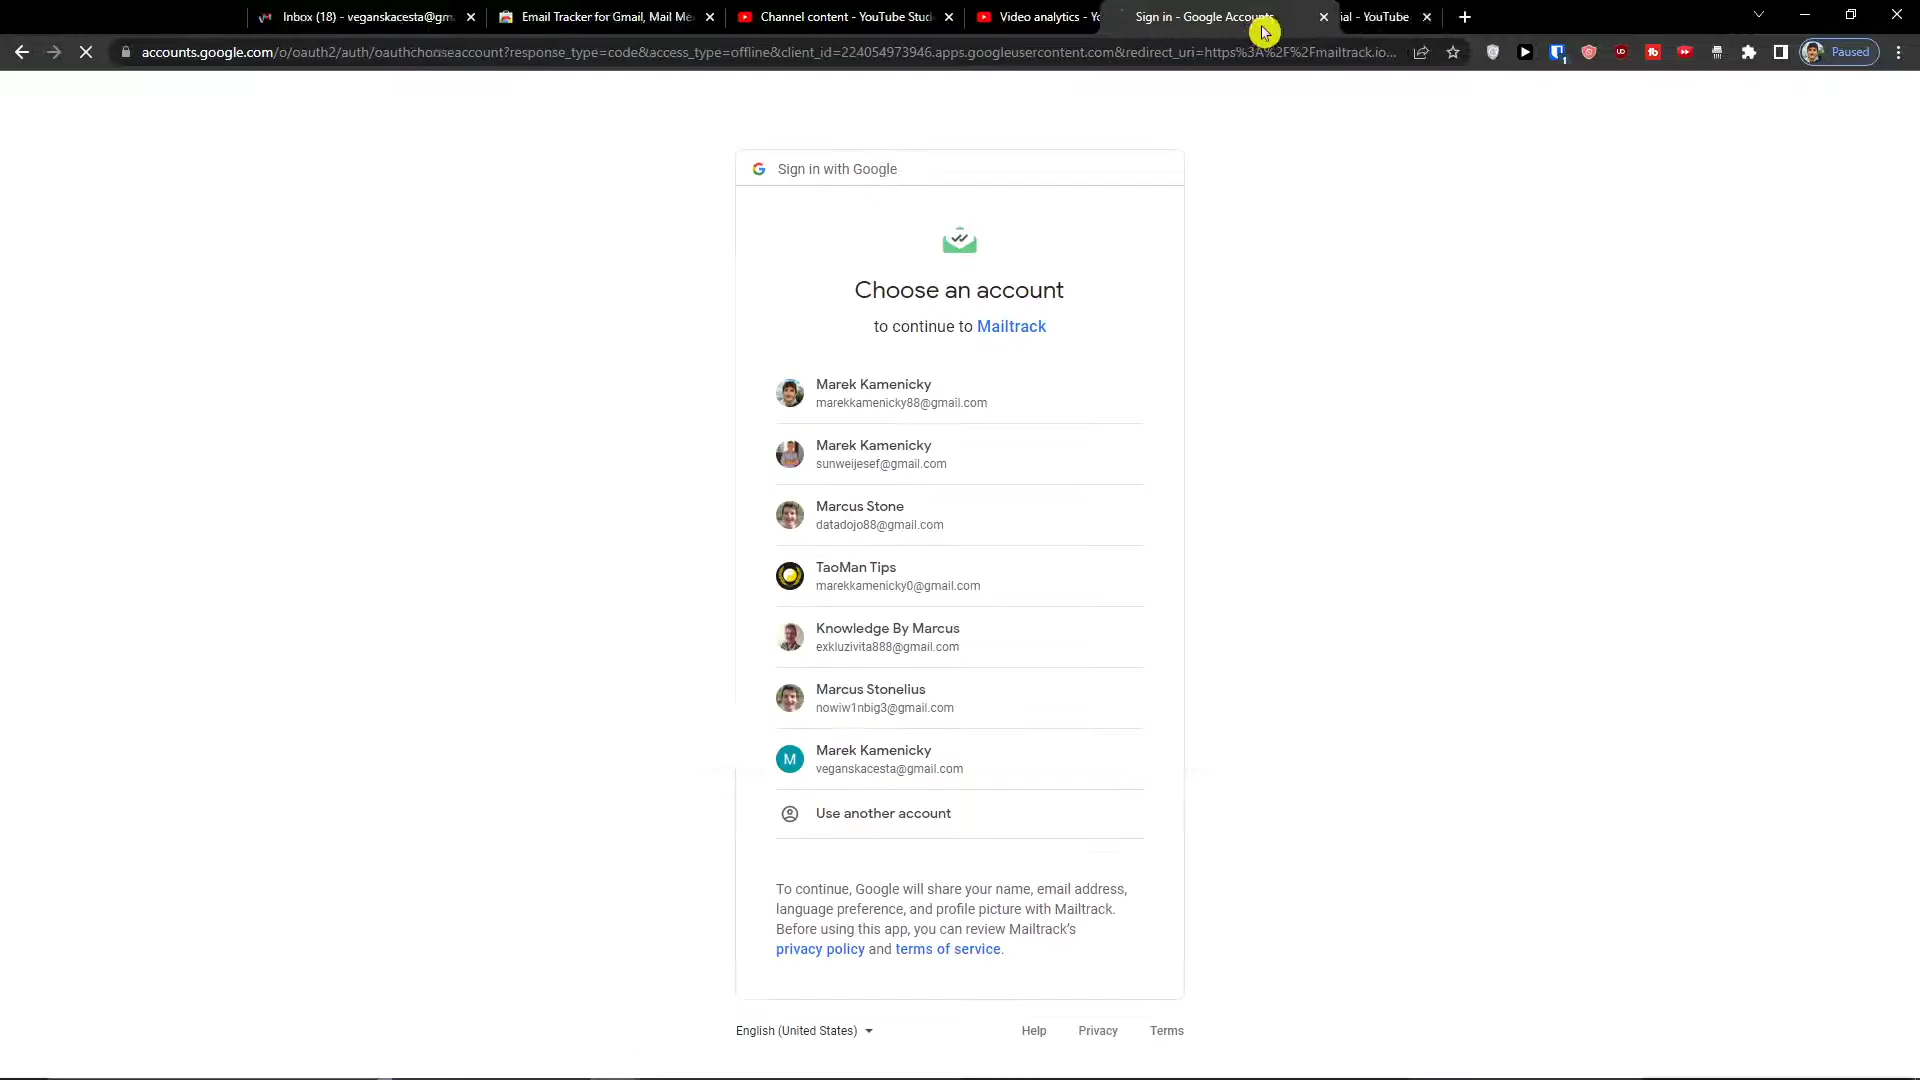 Inbox (18) - veganskacesta@gm
Email Tracker for Gmail, Mail Me
Channel content - YouTube Stud
Video analytics - Yo
Sign in - Google Accounts
ial - YouTube
accounts.google.com/o/oauth2/auth/oauthchooseaccount?response_type=code&access_type=offline&client_id=224054973946.apps.googleusercontent.com&redirect_uri=https%3A%2F%2Fmailtrack.io...
1
Paused
Sign in with Google
Choose an account
to continue to Mailtrack
Marek Kamenicky
marekkamenicky88@gmail.com
Marek Kamenicky
sunweijesef@gmail.com
Marcus Stone
datadojo88@gmail.com
TaoMan Tips
marekkamenicky0@gmail.com
Knowledge By Marcus
exkluzivita888@gmail.com
Marcus Stonelius
nowiw1nbig3@gmail.com
M
Marek Kamenicky
veganskacesta@gmail.com
Use another account
To continue, Google will share your name, email address,
language preference, and profile picture with Mailtrack.
Before using this app, you can review Mailtrack's
privacy policy and terms of service.
English (United States)
Help
Privacy
Terms